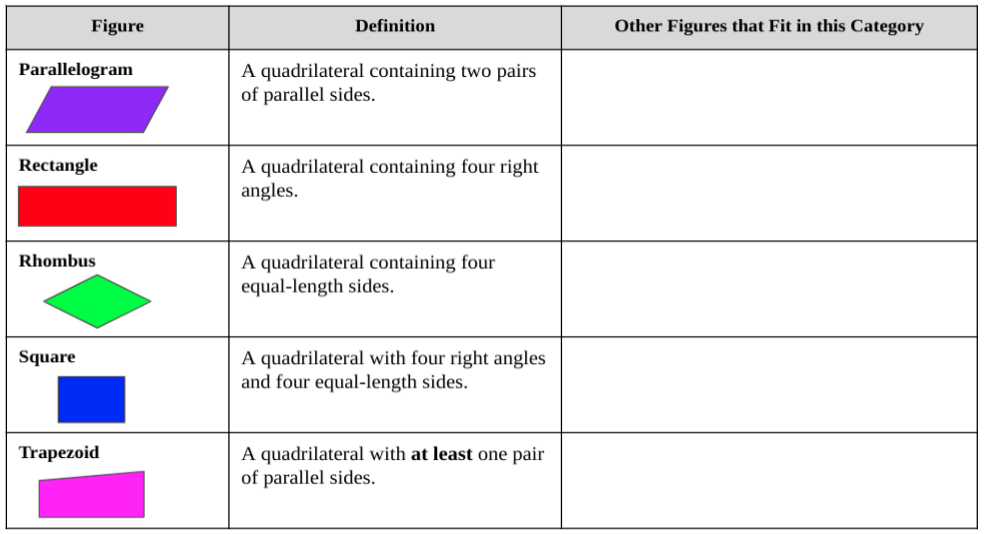 Figure Definition Other Figures that Fit in this Category
Parallelogram
A quadrilateral containing two pairs
of parallel sides.
Rectangle
A quadrilateral containing four right
angles.
Rhombus
A quadrilateral containing four
equal-length sides.
Square
A quadrilateral with four right angles
and four equal-length sides.
Trapezoid
A quadrilateral with at least one pair
of parallel sides.